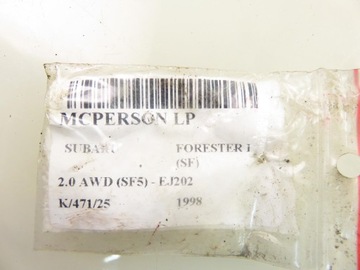 MCPERSON LP
SUBARU FORESTER I
(SF)
2.0 AWD (SF5) - EJ202
K/471/25 1998